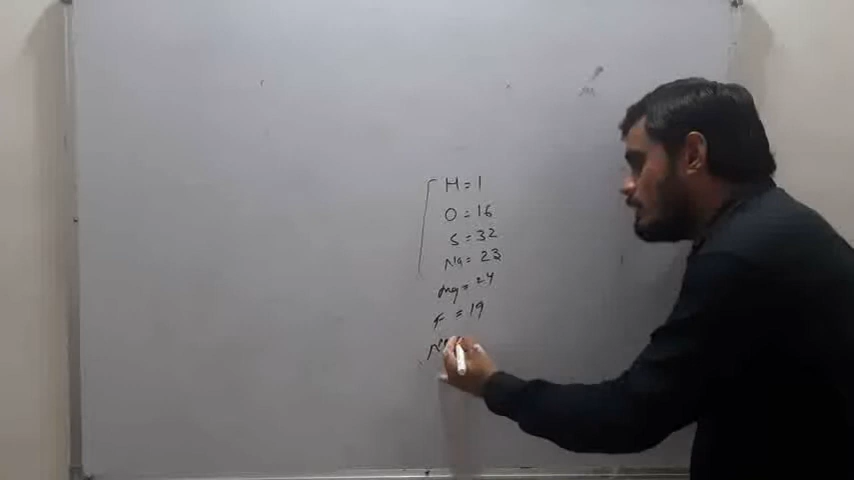 H = 1
O = 16
S = 32
Na = 23
Mg = 24
F = 19